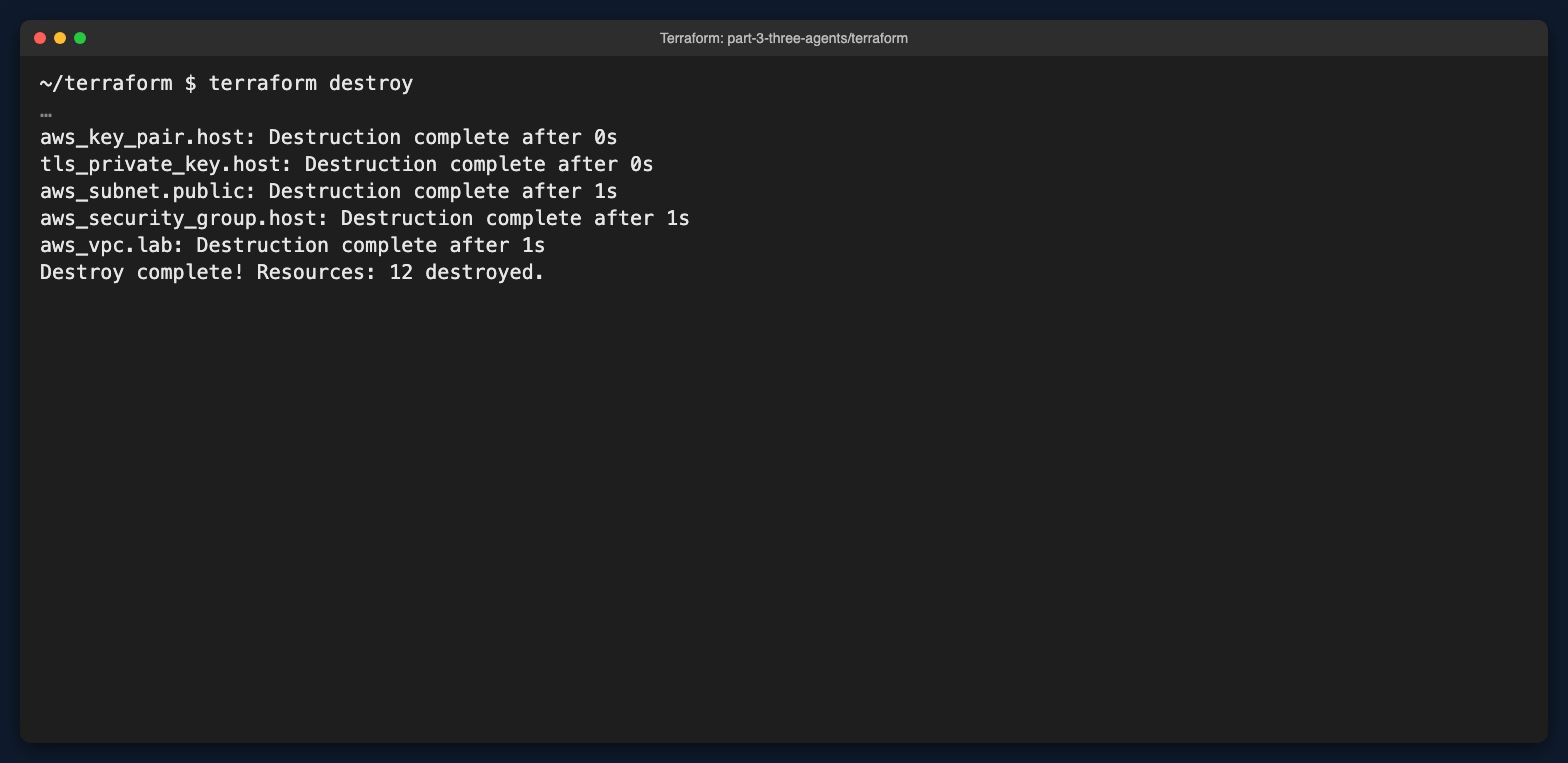 Terraform: part-3-three-agents/terraform
~/terraform $ terraform destroy
…
aws_key_pair.host: Destruction complete after 0s
tls_private_key.host: Destruction complete after 0s
aws_subnet.public: Destruction complete after 1s
aws_security_group.host: Destruction complete after 1s
aws_vpc.lab: Destruction complete after 1s
Destroy complete! Resources: 12 destroyed.